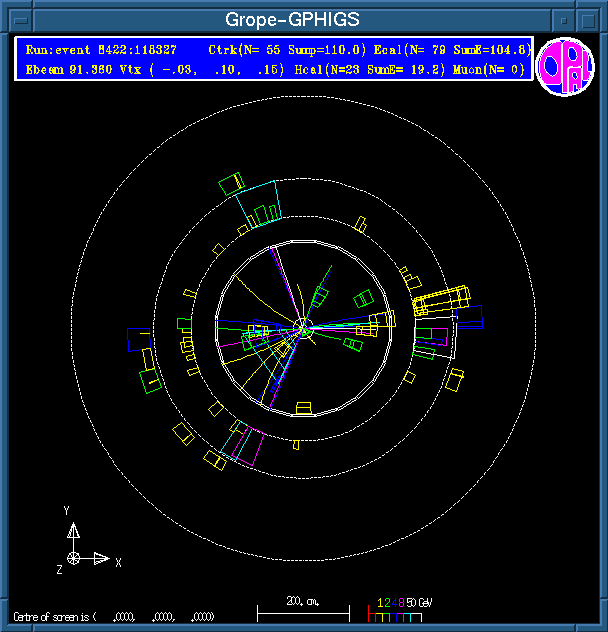 Grope-GPHIGS
Run:event 8422:118327 Ctrk(N= 55 Sump=110.0) Ecal(N= 79 SumE=104.8)
Ebeam 91.360 Vtx ( -.03, .10, .15) Hcal(N=23 SumE= 19.2) Muon(N= 0)
OPAL
Y
X
Z
200. cm.
1 2 4 8 50 GeV
Centre of screen is ( .0000, .0000, .0000)